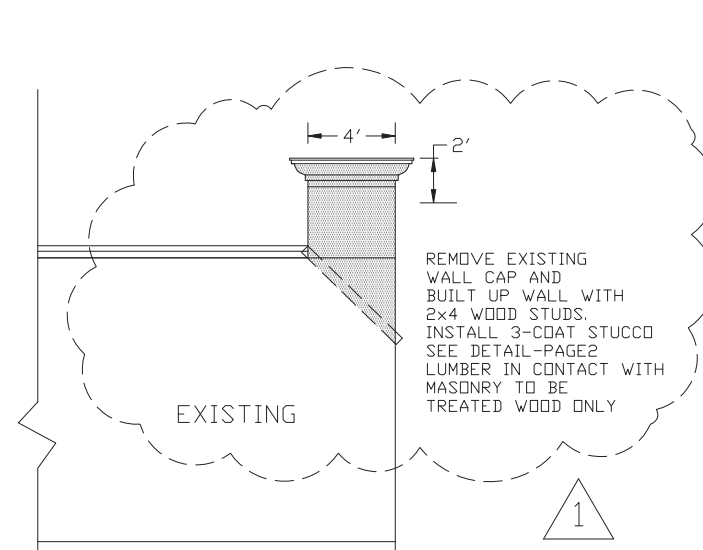 4'
2'
REMOVE EXISTING
WALL CAP AND
BUILT UP WALL WITH
2x4 WOOD STUDS.
INSTALL 3-COAT STUCCO
SEE DETAIL-PAGE2
LUMBER IN CONTACT WITH
MASONRY TO BE
TREATED WOOD ONLY
EXISTING
1